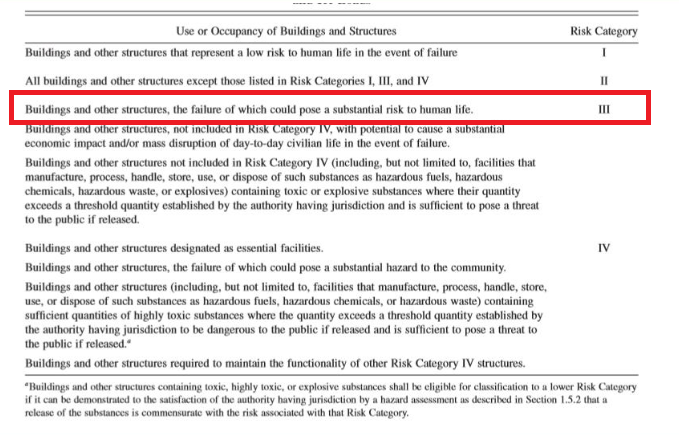 Use or Occupancy of Buildings and Structures Risk Category
Buildings and other structures that represent a low risk to human life in the event of failure I
All buildings and other structures except those listed in Risk Categories I, III, and IV II
Buildings and other structures, the failure of which could pose a substantial risk to human life. III
Buildings and other structures, not included in Risk Category IV, with potential to cause a substantial
economic impact and/or mass disruption of day-to-day civilian life in the event of failure.
Buildings and other structures not included in Risk Category IV (including, but not limited to, facilities that
manufacture, process, handle, store, use, or dispose of such substances as hazardous fuels, hazardous
chemicals, hazardous waste, or explosives) containing toxic or explosive substances where their quantity
exceeds a threshold quantity established by the authority having jurisdiction and is sufficient to pose a threat
to the public if released.
Buildings and other structures designated as essential facilities. IV
Buildings and other structures, the failure of which could pose a substantial hazard to the community.
Buildings and other structures (including, but not limited to, facilities that manufacture, process, handle, store,
use, or dispose of such substances as hazardous fuels, hazardous chemicals, or hazardous waste) containing
sufficient quantities of highly toxic substances where the quantity exceeds a threshold quantity established by
the authority having jurisdiction to be dangerous to the public if released and is sufficient to pose a threat to
the public if released.ᵃ
Buildings and other structures required to maintain the functionality of other Risk Category IV structures.
ᵃBuildings and other structures containing toxic, highly toxic, or explosive substances shall be eligible for classification to a lower Risk Category
if it can be demonstrated to the satisfaction of the authority having jurisdiction by a hazard assessment as described in Section 1.5.2 that a
release of the substances is commensurate with the risk associated with that Risk Category.